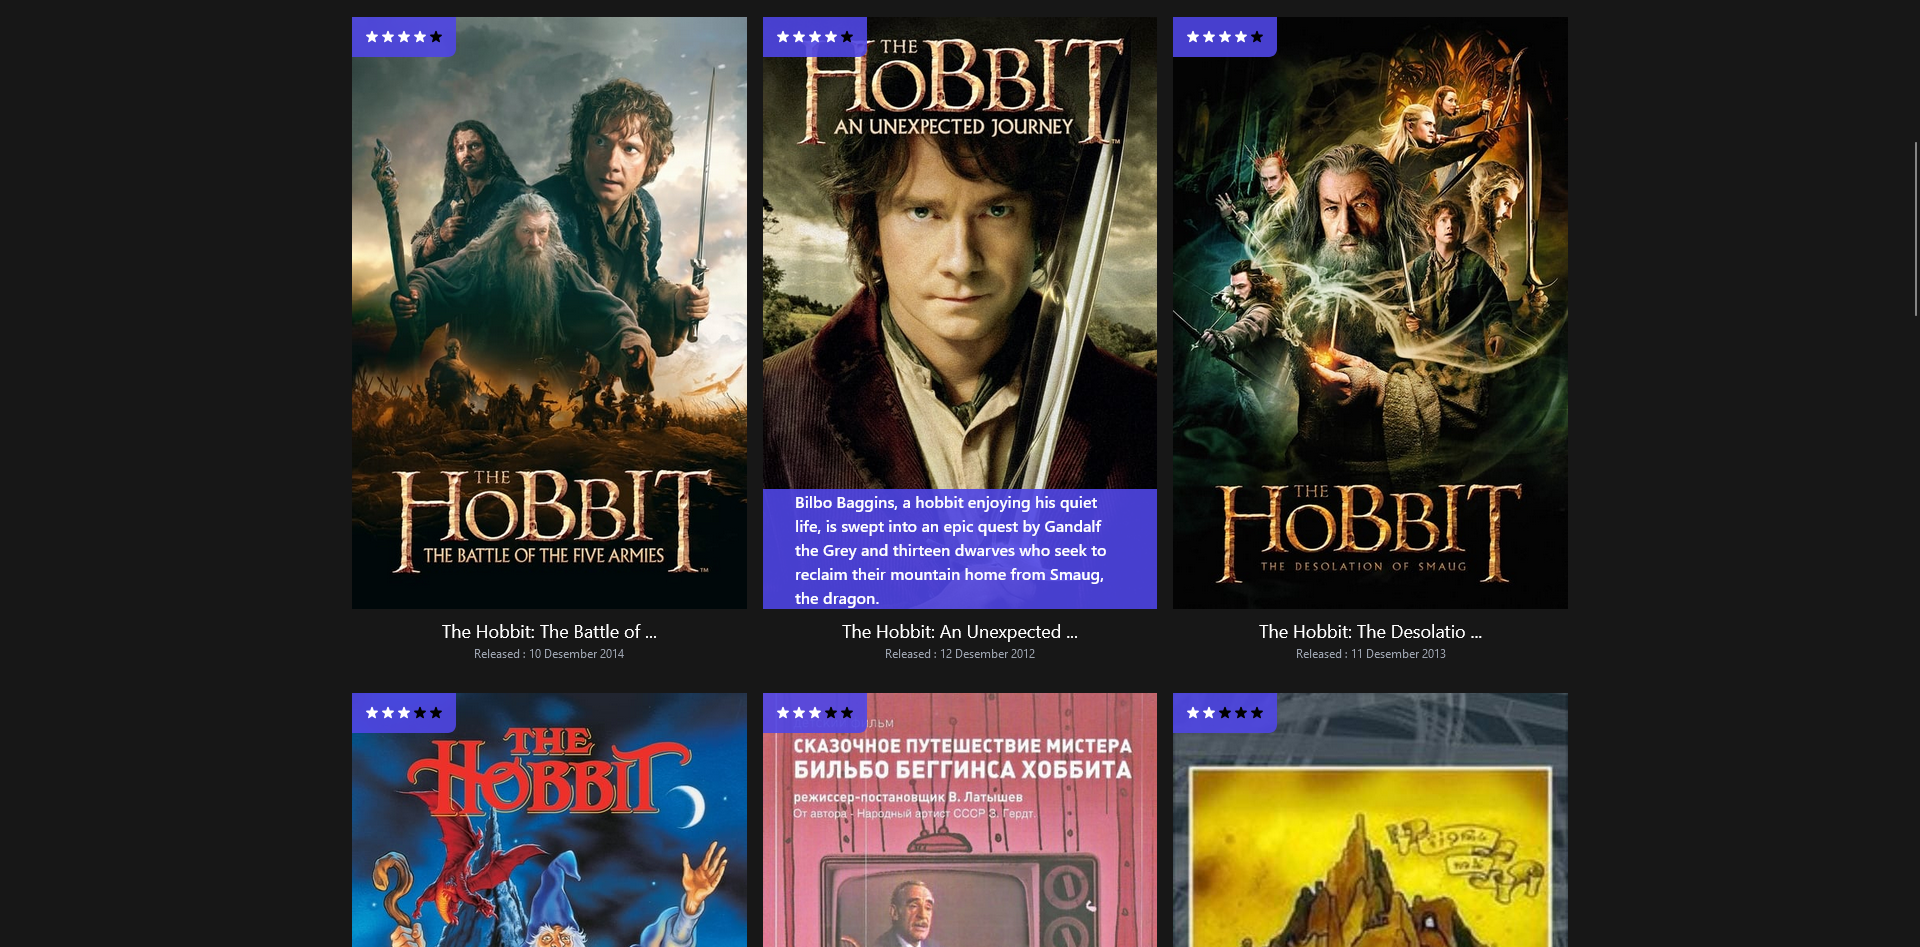 THE
HOBBIT
THE BATTLE OF THE FIVE ARMIES
™
The Hobbit: The Battle of ...
Released : 10 Desember 2014
THE
HOBBIT
AN UNEXPECTED JOURNEY
™
Bilbo Baggins, a hobbit enjoying his quiet
life, is swept into an epic quest by Gandalf
the Grey and thirteen dwarves who seek to
reclaim their mountain home from Smaug,
the dragon.
The Hobbit: An Unexpected ...
Released : 12 Desember 2012
THE
HOBBIT
THE DESOLATION OF SMAUG
The Hobbit: The Desolatio ...
Released : 11 Desember 2013
THE
HOBBIT
СКАЗОЧНОЕ ПУТЕШЕСТВИЕ МИСТЕРА
БИЛЬБО БЕГГИНСА ХОББИТА
режиссер-постановщик В. Латышев
От автора - Народный артист СССР З. Гердт.